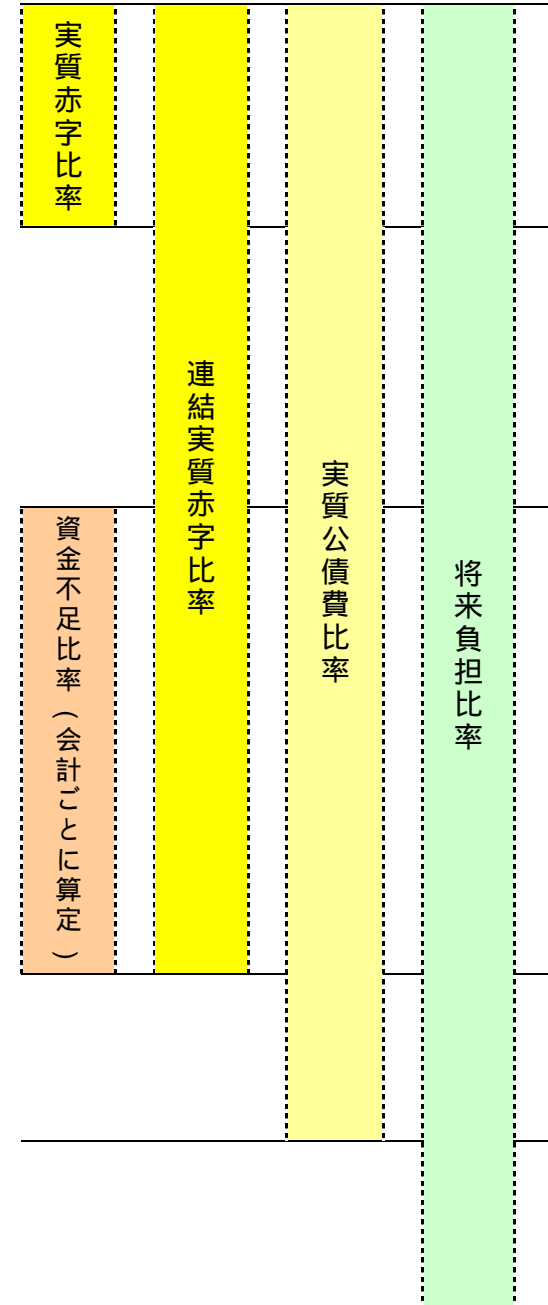 実質赤字比率
資金不足比率（会計ごとに算定）
連結実質赤字比率
実質公債費比率
将来負担比率